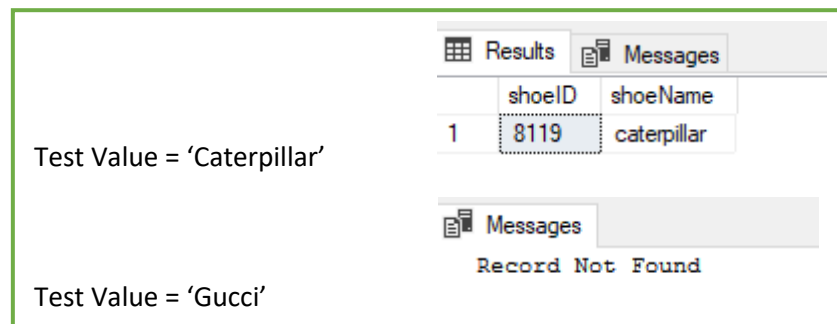 Results Messages
shoeID shoeName
1 8119 caterpillar
Test Value = ‘Caterpillar’
Messages
Record Not Found
Test Value = ‘Gucci’